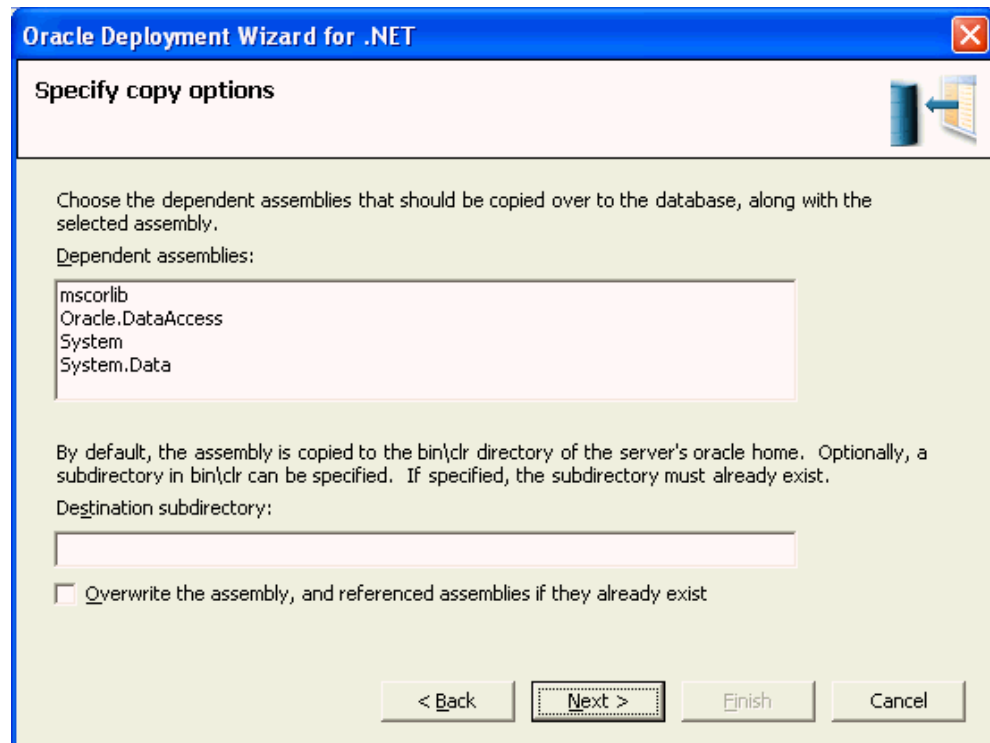 Oracle Deployment Wizard for .NET
Specify copy options
Choose the dependent assemblies that should be copied over to the database, along with the
selected assembly.
Dependent assemblies:
mscorlib
Oracle.DataAccess
System
System.Data
By default, the assembly is copied to the bin\clr directory of the server's oracle home.  Optionally, a
subdirectory in bin\clr can be specified.  If specified, the subdirectory must already exist.
Destination subdirectory:
Overwrite the assembly, and referenced assemblies if they already exist
< Back Next > Finish Cancel